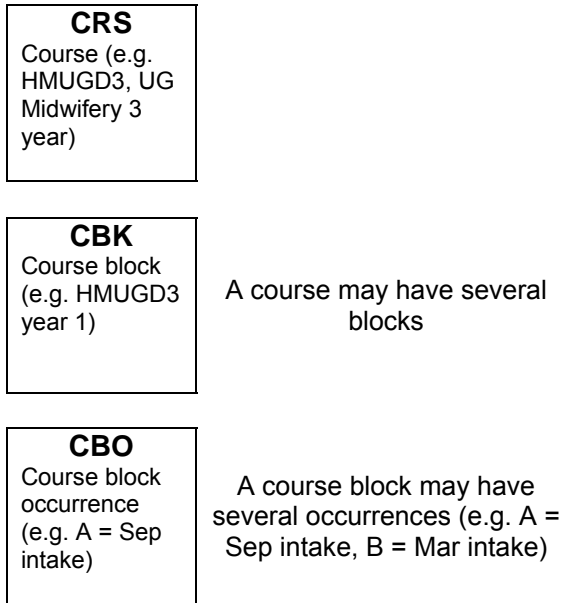 CRS
Course (e.g.
HMUGD3, UG
Midwifery 3
year)
CBK
Course block
(e.g. HMUGD3
year 1)
A course may have several
blocks
CBO
Course block
occurrence
(e.g. A = Sep
intake)
A course block may have
several occurrences (e.g. A =
Sep intake, B = Mar intake)